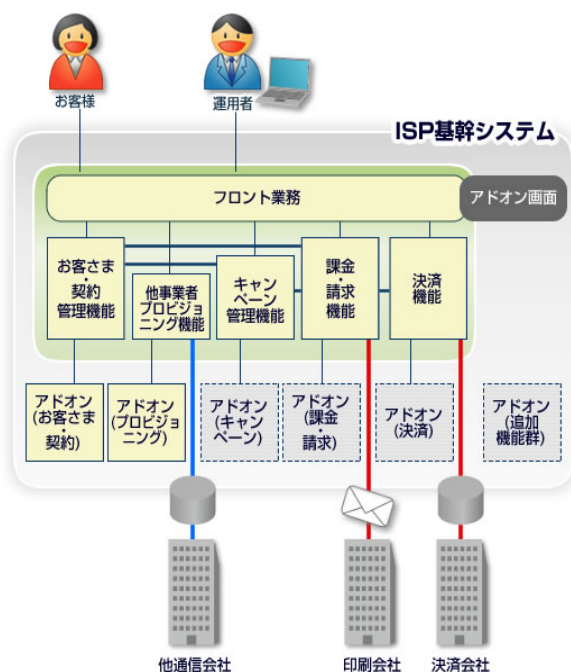 お客様
運用者
ISP基幹システム
フロント業務
アドオン画面
お客さま
・
契約
管理機能
他事業者
プロビジョ
ニング機能
キャン
ペーン
管理機能
課金
・
請求
機能
決済
機能
アドオン
(お客さま
・
契約)
アドオン
(プロビジョ
ニング)
アドオン
(キャン
ペーン)
アドオン
(課金
・
請求)
アドオン
(決済)
アドオン
(追加
機能群)
他通信会社
印刷会社
決済会社